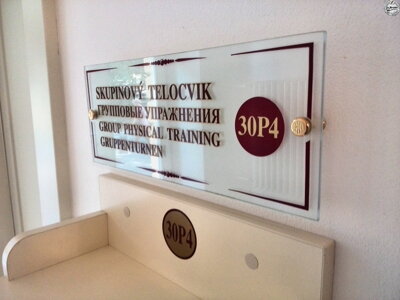 SKUPINOVÝ TELOCVIK
ГРУППОВЫЕ УПРАЖНЕНИЯ
GROUP PHYSICAL TRAINING
GRUPPENTURNEN
30P4
30P4